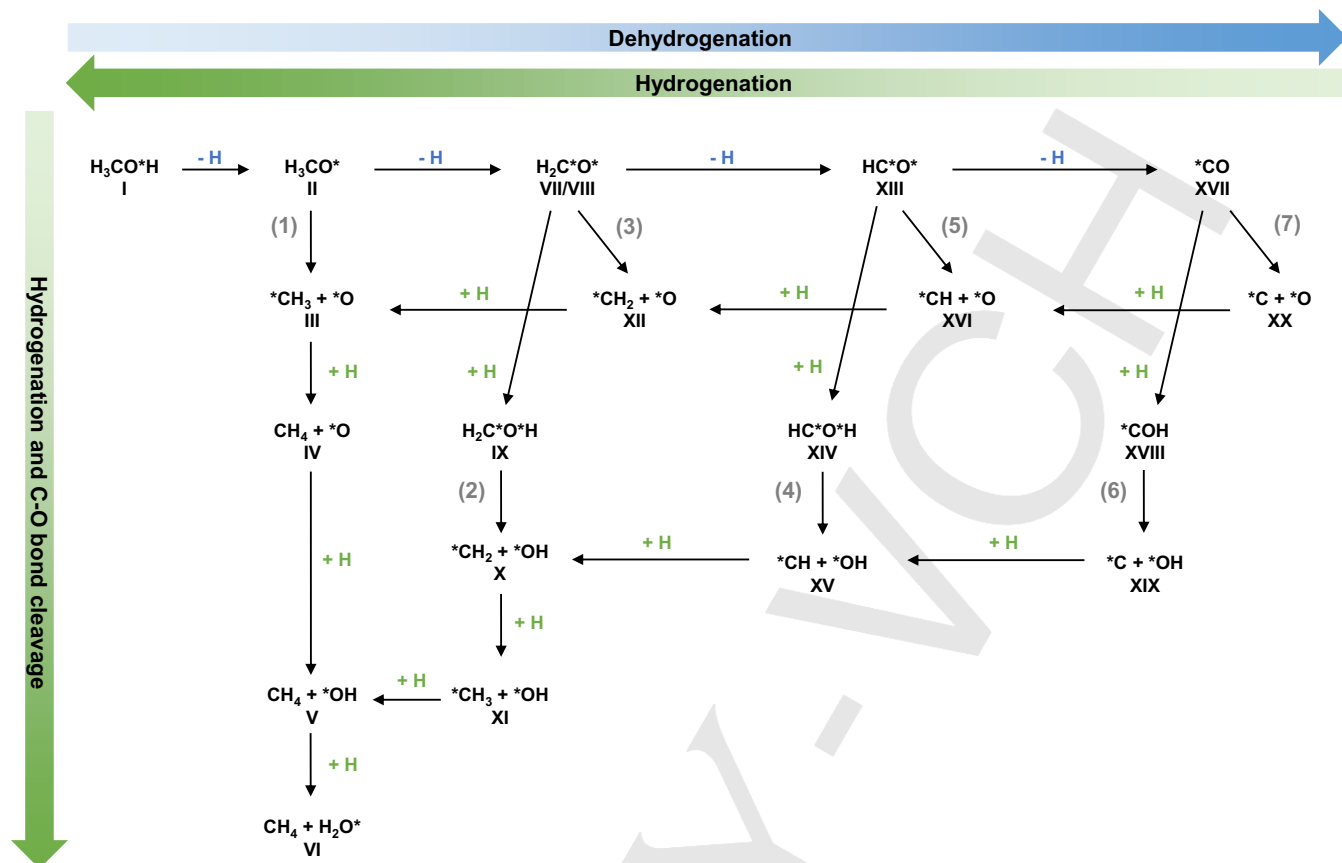 Dehydrogenation
Hydrogenation
Hydrogenation and C-O bond cleavage
- H
- H
- H
- H
H₃CO*H
I
H₃CO*
II
H₂C*O*
VII/VIII
HC*O*
XIII
*CO
XVII
(1)
(3)
(5)
(7)
+ H
+ H
+ H
*CH₃ + *O
III
*CH₂ + *O
XII
*CH + *O
XVI
*C + *O
XX
+ H
+ H
+ H
+ H
CH₄ + *O
IV
H₂C*O*H
IX
HC*O*H
XIV
*COH
XVIII
(2)
(4)
(6)
+ H
+ H
+ H
*CH₂ + *OH
X
*CH + *OH
XV
*C + *OH
XIX
+ H
+ H
CH₄ + *OH
V
*CH₃ + *OH
XI
+ H
CH₄ + H₂O*
VI
Y-VCH